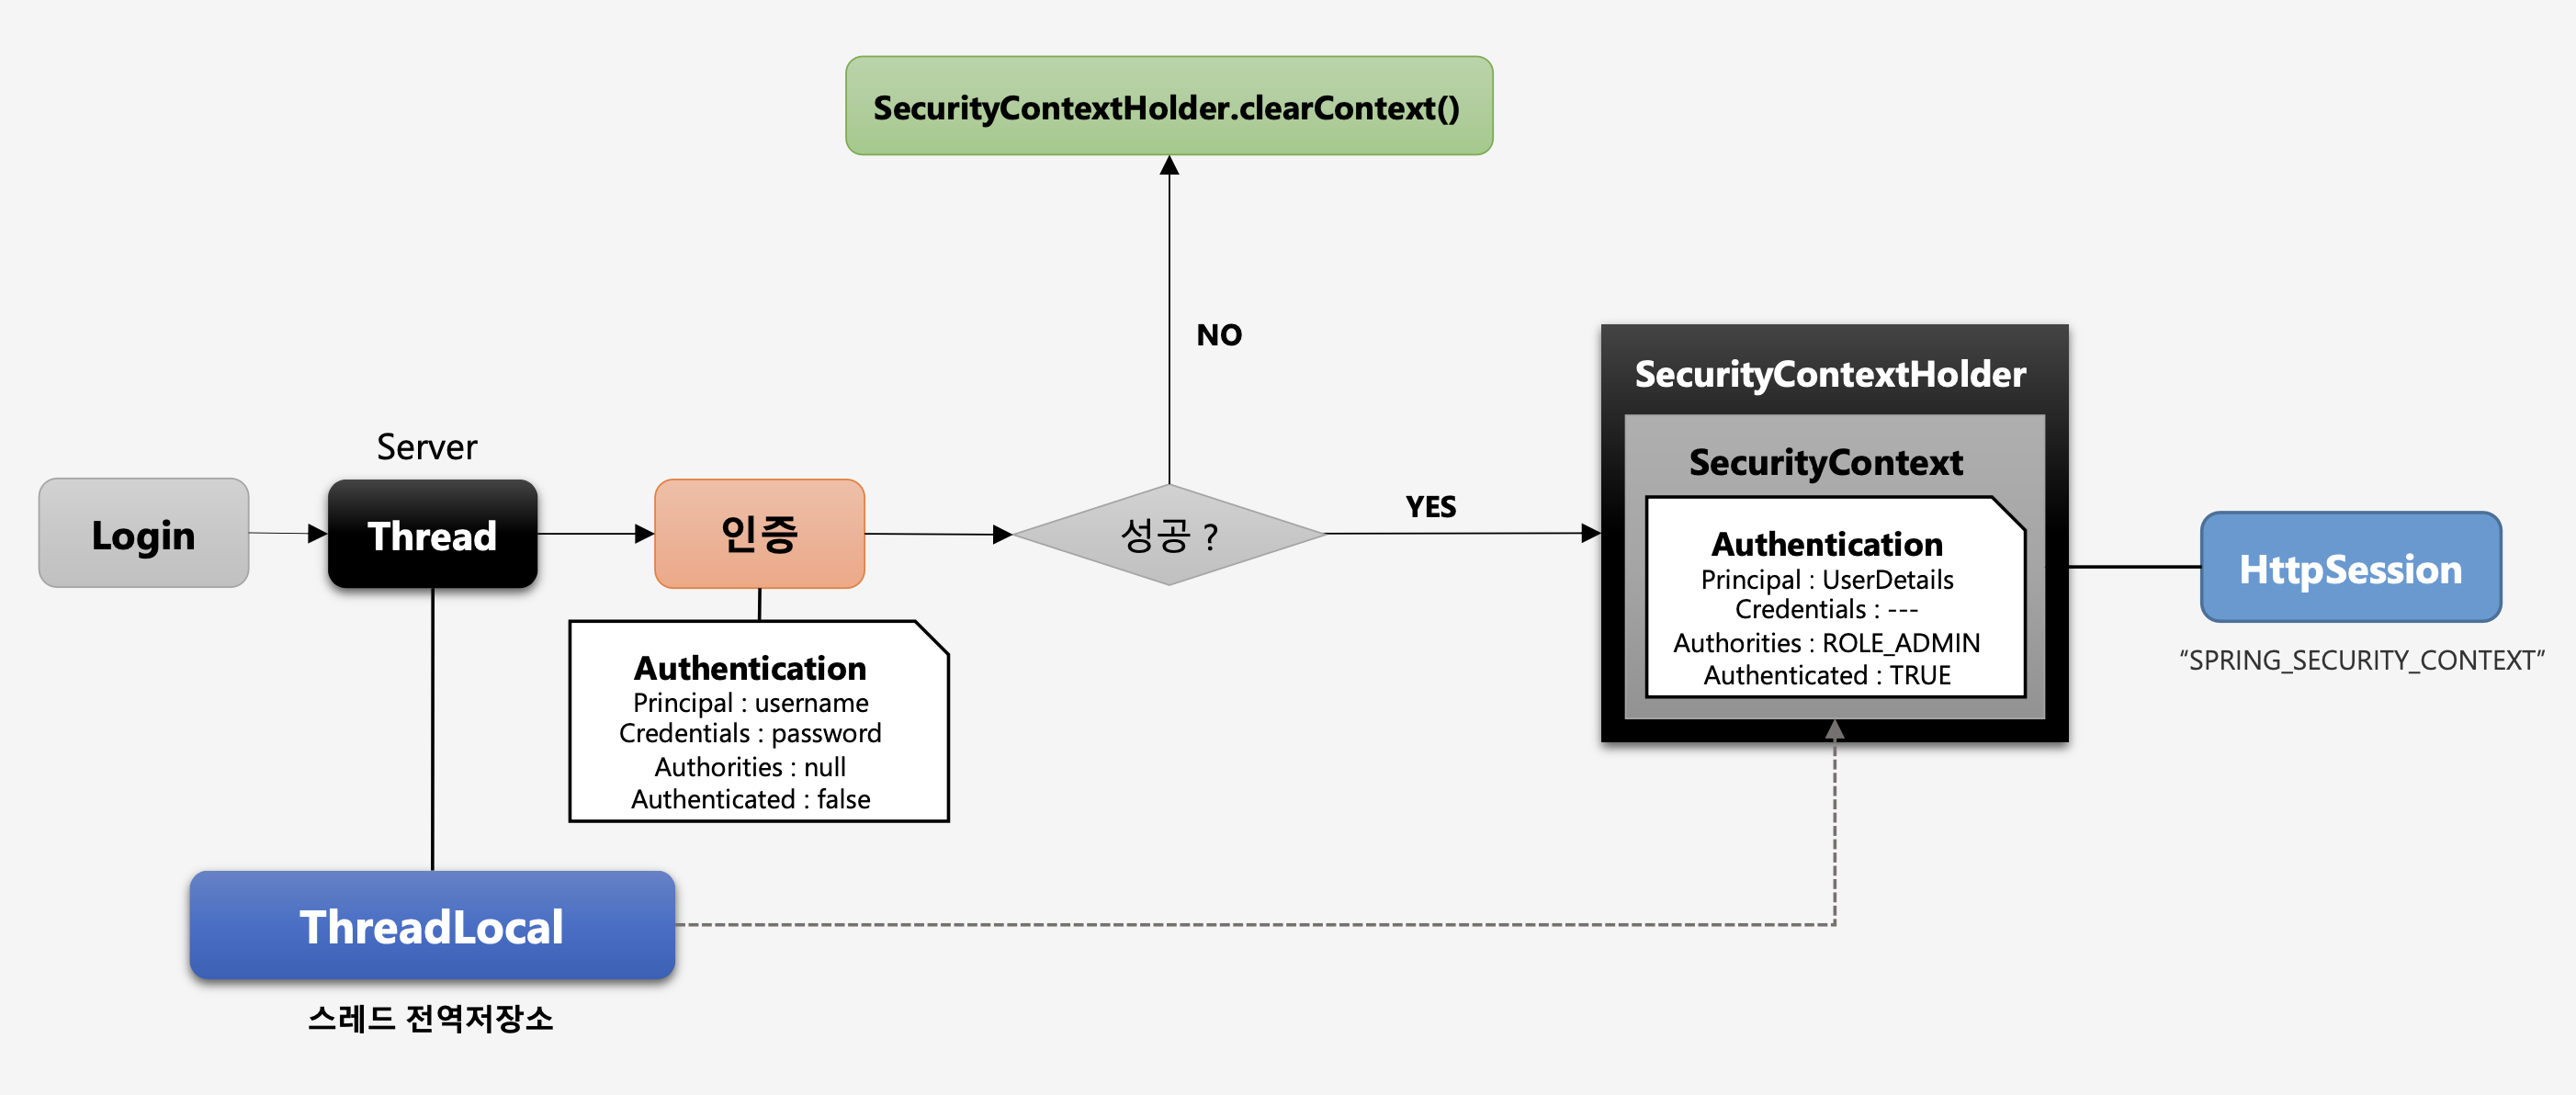 SecurityContextHolder.clearContext()
NO
Server
Login
Thread
인증
성공 ?
YES
SecurityContextHolder
SecurityContext
Authentication
Principal : UserDetails
Credentials : ---
Authorities : ROLE_ADMIN
Authenticated : TRUE
HttpSession
“SPRING_SECURITY_CONTEXT”
Authentication
Principal : username
Credentials : password
Authorities : null
Authenticated : false
ThreadLocal
스레드 전역저장소